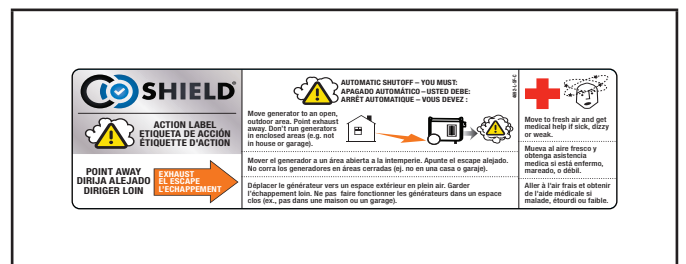 CO SHIELD®
ACTION LABEL
ETIQUETA DE ACCIÓN
ÉTIQUETTE D'ACTION
POINT AWAY
DIRIJA ALEJADO
DIRIGER LOIN
EXHAUST
EL ESCAPE
L'ECHAPPEMENT
AUTOMATIC SHUTOFF – YOU MUST:
APAGADO AUTOMÁTICO – USTED DEBE:
ARRÊT AUTOMATIQUE – VOUS DEVEZ :
Move generator to an open,
outdoor area. Point exhaust
away. Don't run generators
in enclosed areas (e.g. not
in house or garage).
Mover el generador a un área abierta a la intemperie. Apunte el escape alejado.
No corra los generadores en áreas cerradas (ej. no en una casa o garaje).
Déplacer le générateur vers un espace extérieur en plein air. Garder
l'échappement loin. Ne pas faire fonctionner les générateurs dans un espace
clos (ex., pas dans une maison ou un garage).
Move to fresh air and get
medical help if sick, dizzy
or weak.
Mueva al aire fresco y
obtenga asistencia
medica si está enfermo,
mareado, o débil.
Aller à l'air frais et obtenir
de l'aide médicale si
malade, étourdi ou faible.